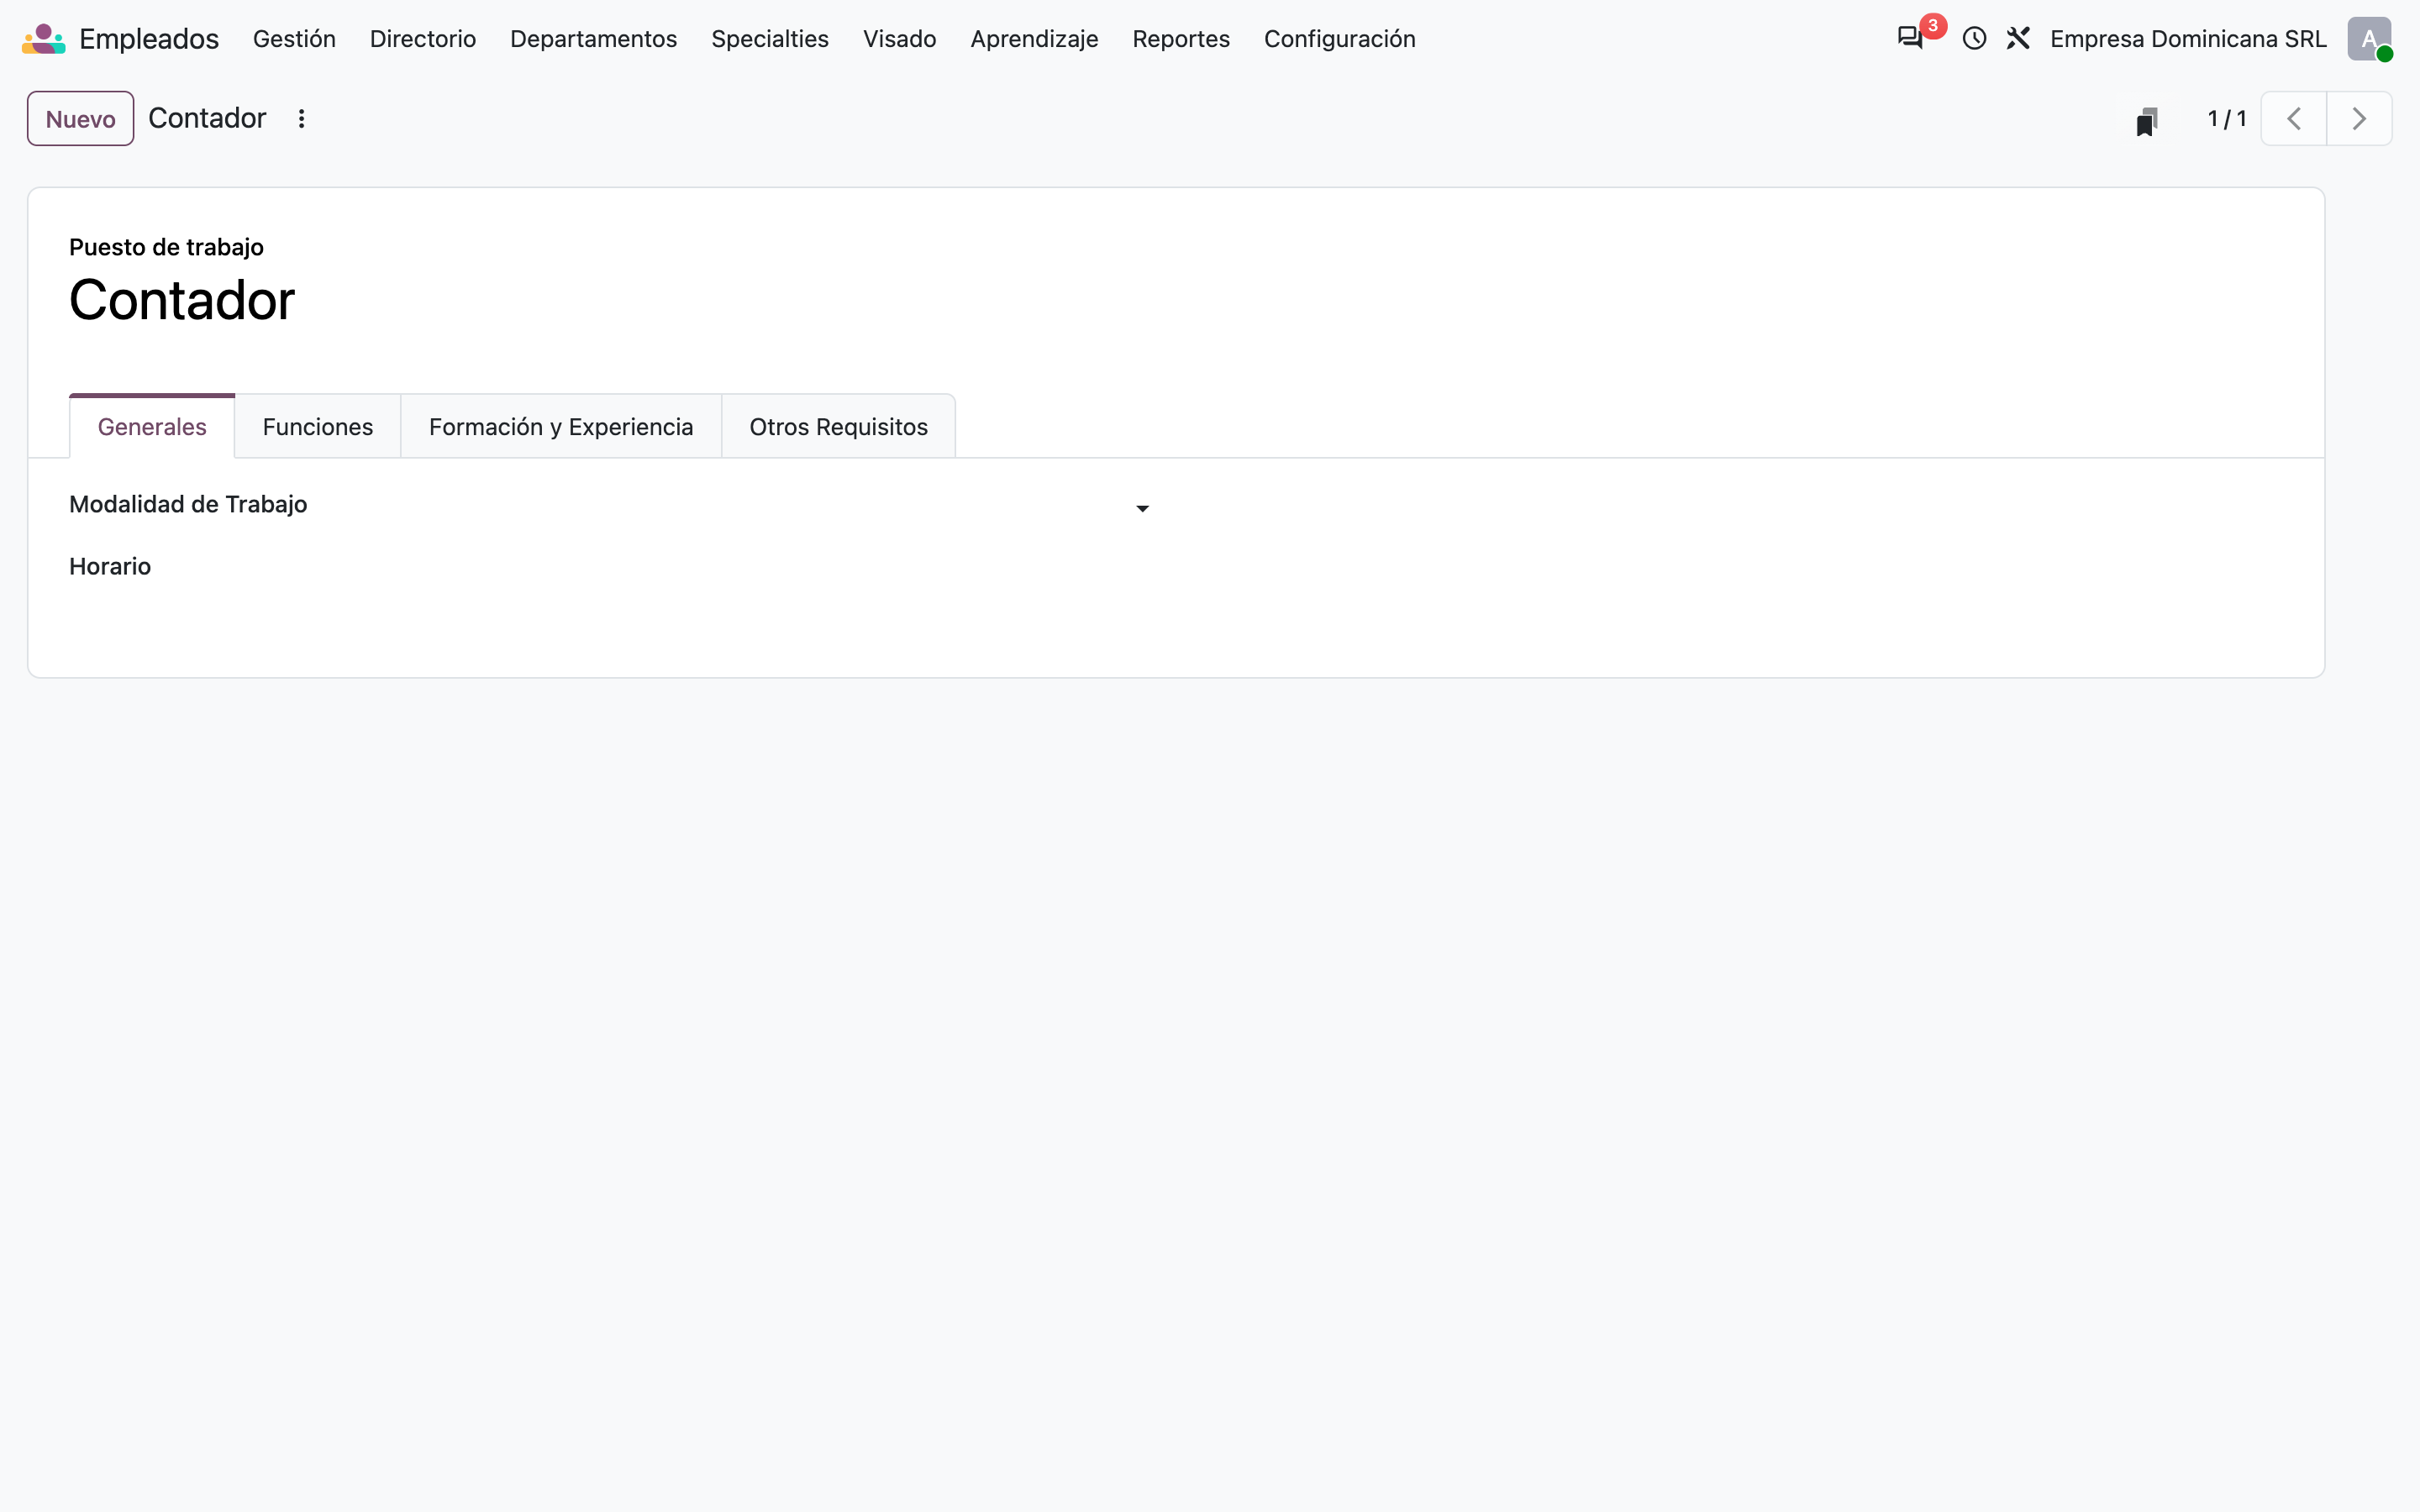 Empleados Gestión Directorio Departamentos Specialties Visado Aprendizaje Reportes Configuración 3 Empresa Dominicana SRL A
Nuevo Contador 1 / 1
Puesto de trabajo
Contador
Generales Funciones Formación y Experiencia Otros Requisitos
Modalidad de Trabajo
Horario